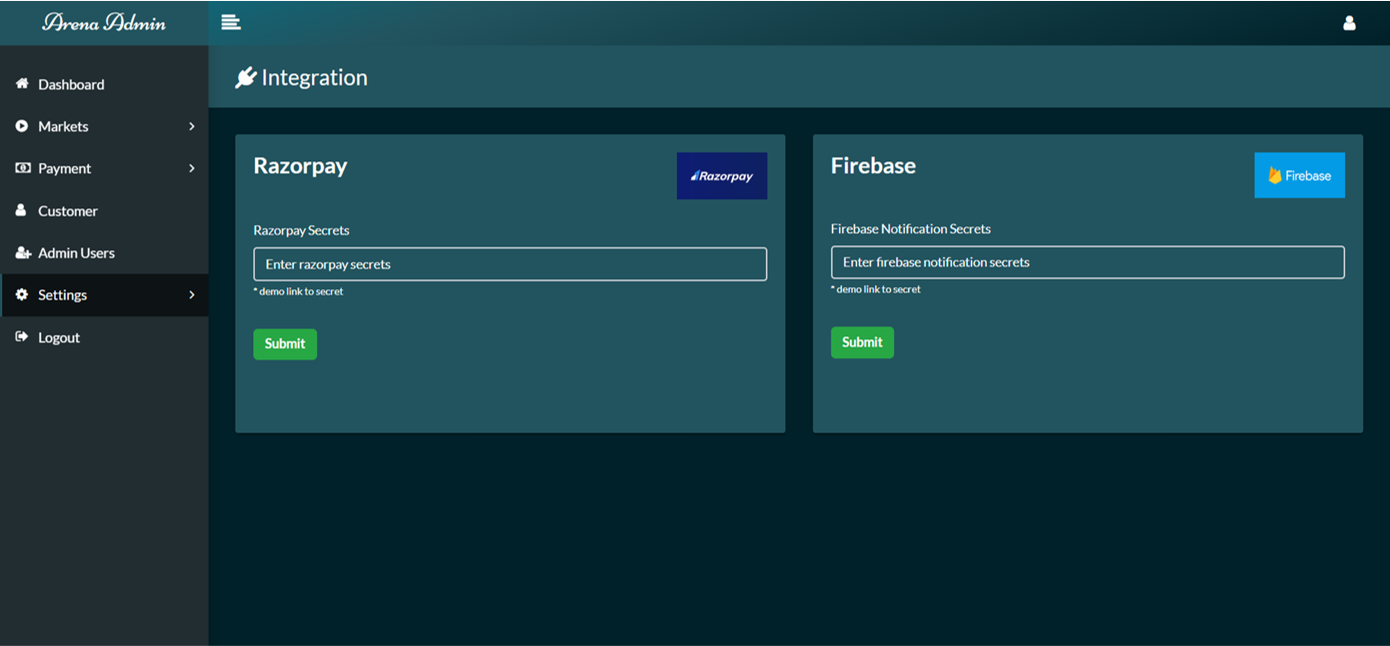 Arena Admin
Dashboard
Markets
Payment
Customer
Admin Users
Settings
Logout
Integration
Razorpay
Razorpay
Razorpay Secrets
Enter razorpay secrets
* demo link to secret
Submit
Firebase
Firebase
Firebase Notification Secrets
Enter firebase notification secrets
* demo link to secret
Submit